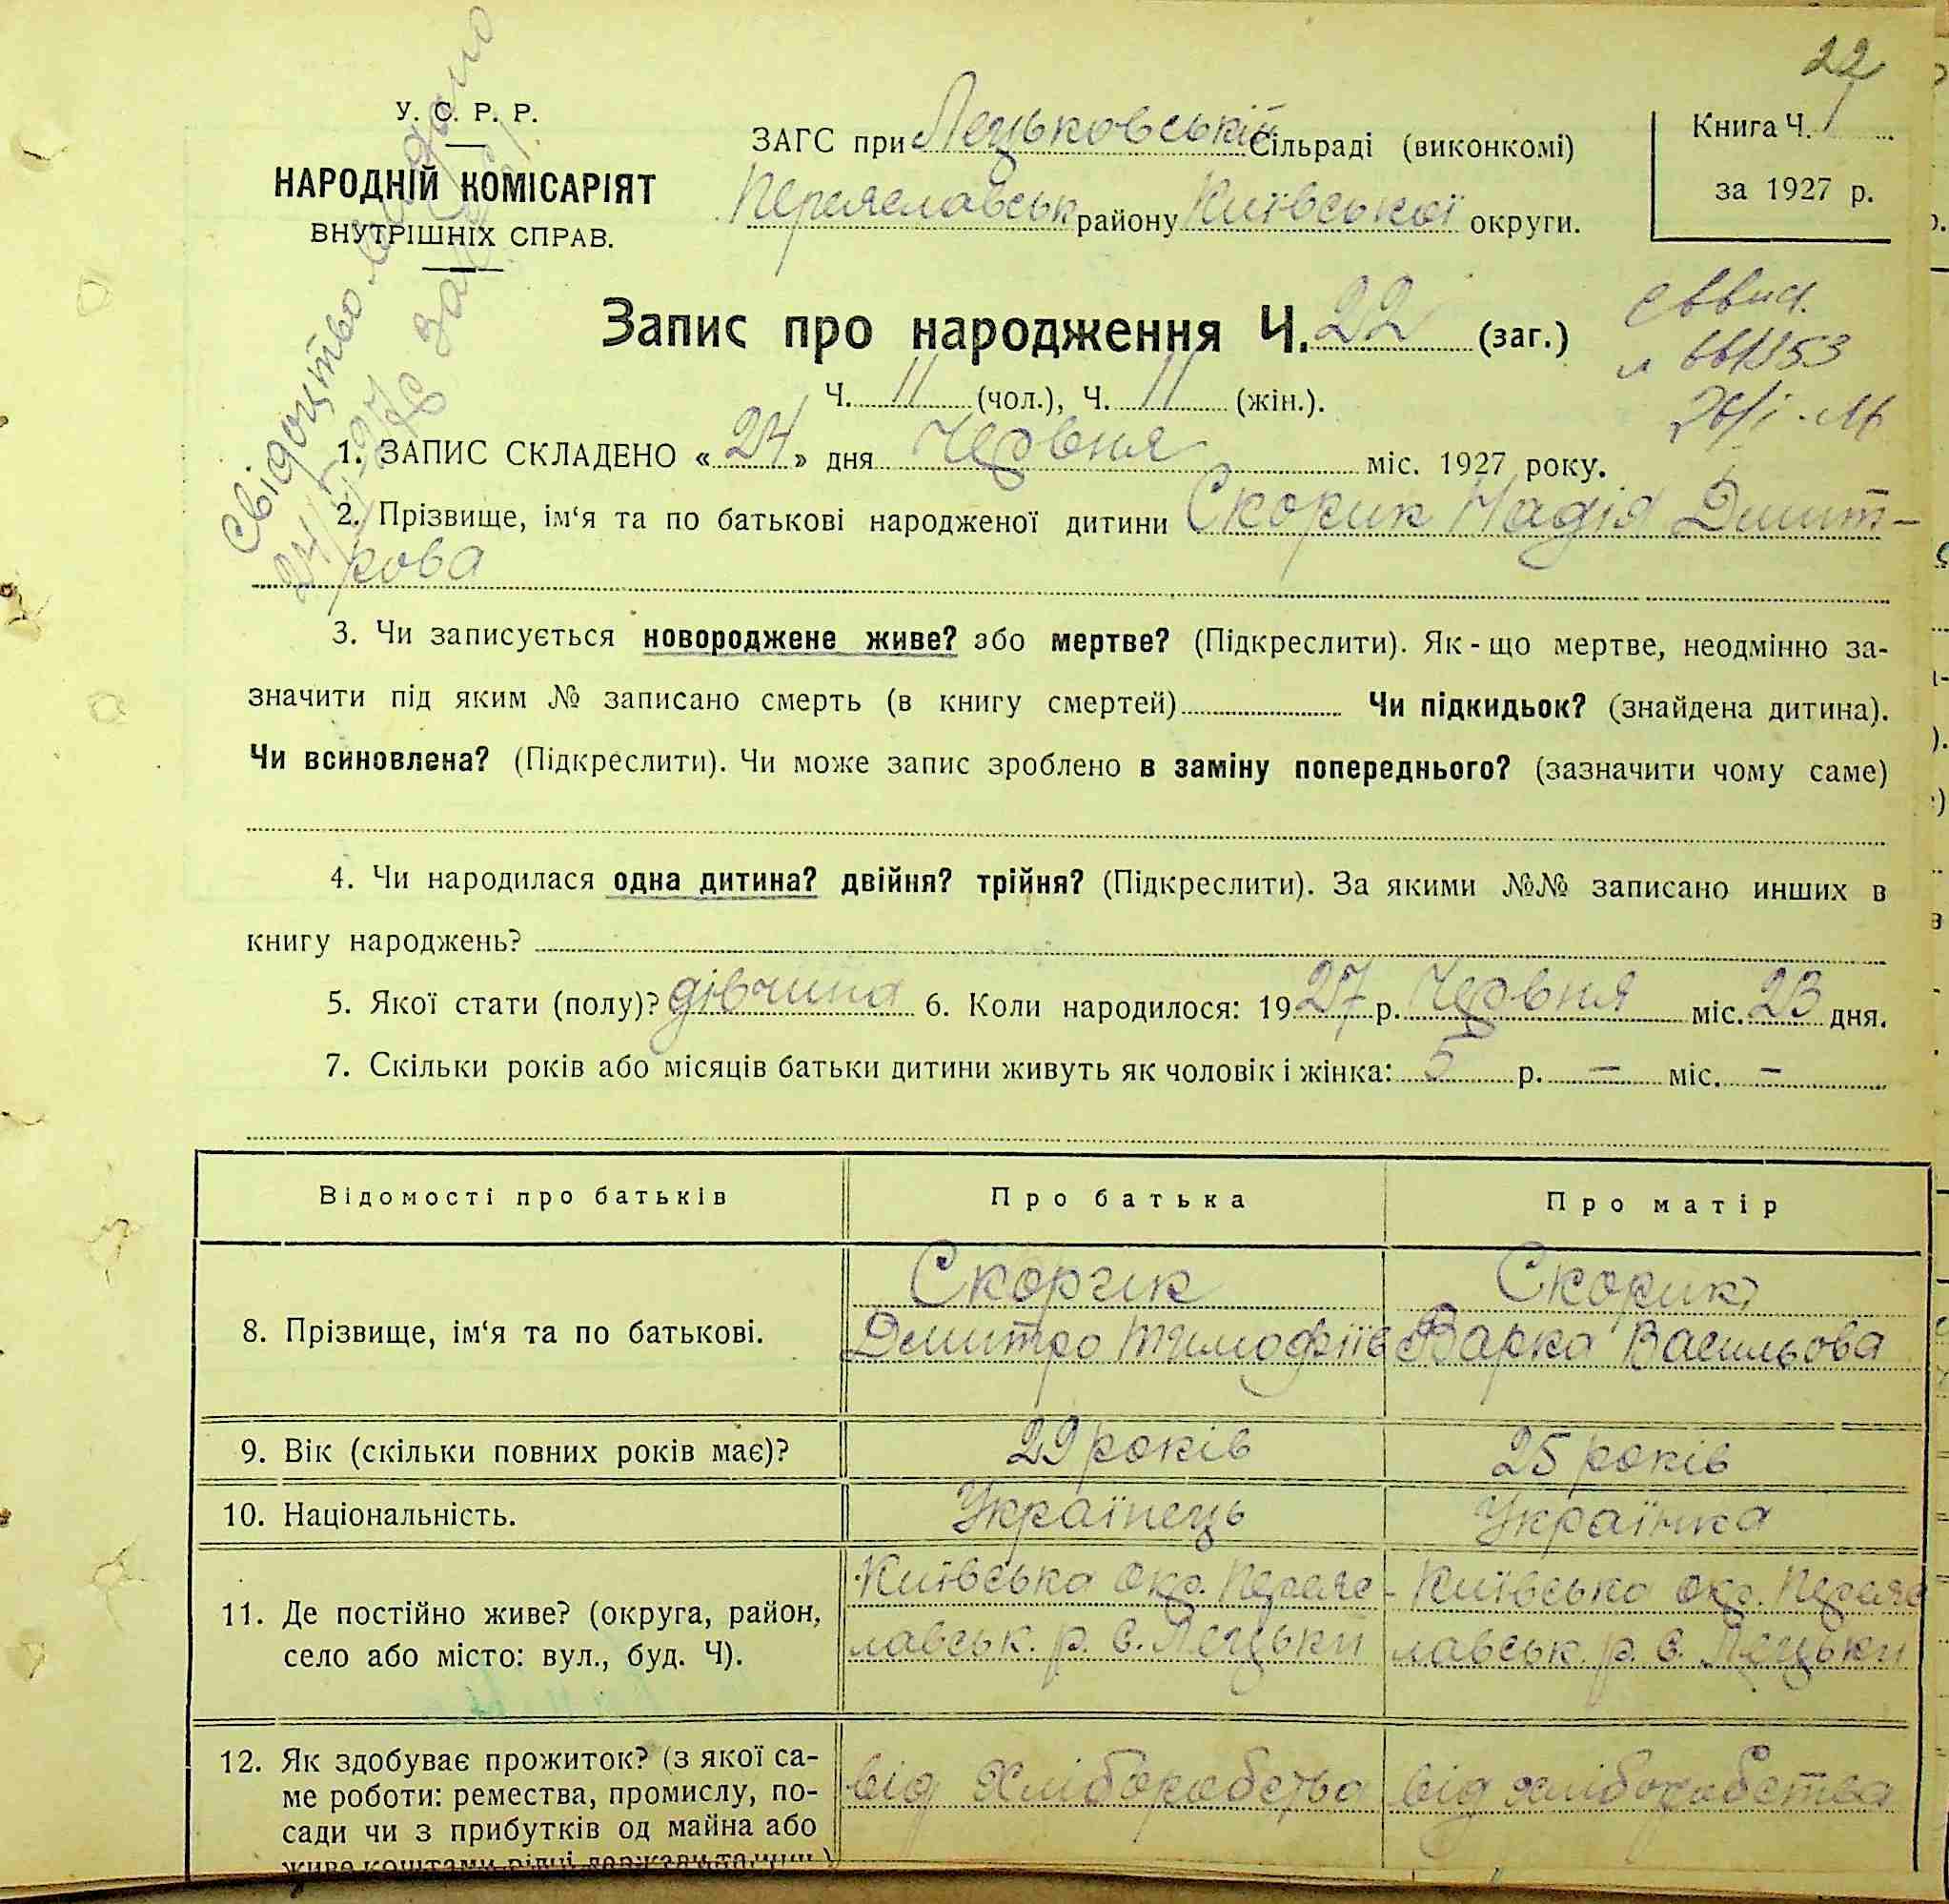 22
У. С. Р. Р.
НАРОДНІЙ КОМІСАРІЯТ
ВНУТРІШНІХ СПРАВ.
ЗАГС при Лецьковській Сільраді (виконкомі)
Переяславськ району Київської округи.
Книга Ч. 1
за 1927 р.
Свідоцтво видано
Запис про народження Ч. 22 (заг.)
Ч. 11 (чол.), Ч. 11 (жін.).
1. ЗАПИС СКЛАДЕНО « 24 » дня Червня міс. 1927 року.
2. Прізвище, ім‘я та по батькові народженої дитини Скорик Надія Дмит-
рова
3. Чи записується новороджене живе? або мертве? (Підкреслити). Як-що мертве, неодмінно за-
значити під яким № записано смерть (в книгу смертей) Чи підкидьок? (знайдена дитина).
Чи всиновлена? (Підкреслити). Чи може запис зроблено в заміну попереднього? (зазначити чому саме)
4. Чи народилася одна дитина? двійня? трійня? (Підкреслити). За якими №№ записано инших в
книгу народжень?
5. Якої стати (полу)? дівчина 6. Коли народилося: 1927 р. Червня міс. 23 дня.
7. Скільки років або місяців батьки дитини живуть як чоловік і жінка: 5 р. — міс. —
Відомості про батьків Про батька Про матір
8. Прізвище, ім‘я та по батькові. Скорик Скорик
Дмитро Тимофіїв Варка Васильова
9. Вік (скільки повних років має)? 29 років 25 років
10. Національність. Українець Українка
11. Де постійно живе? (округа, район, Київська окр. Переяс- Київська окр. Переяс
село або місто: вул., буд. Ч). лавськ. р. с. Лецьки лавськ. р. с. Лецьки
12. Як здобуває прожиток? (з якої са-
ме роботи: ремества, промислу, по- від хліборобства від хліборобства
сади чи з прибутків од майна або